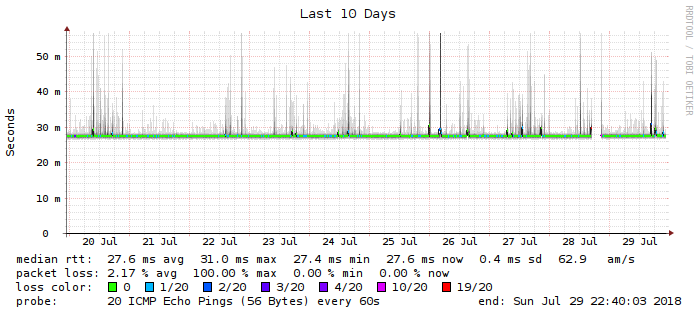 Last 10 Days
RRDTOOL / TOBI OETIKER
Seconds
50 m
40 m
30 m
20 m
10 m
0
20 Jul 21 Jul 22 Jul 23 Jul 24 Jul 25 Jul 26 Jul 27 Jul 28 Jul 29 Jul
median rtt: 27.6 ms avg 31.0 ms max 27.4 ms min 27.6 ms now 0.4 ms sd 62.9 am/s
packet loss: 2.17 % avg 100.00 % max 0.00 % min 0.00 % now
loss color: 0 1/20 2/20 3/20 4/20 10/20 19/20
probe: 20 ICMP Echo Pings (56 Bytes) every 60s end: Sun Jul 29 22:40:03 2018